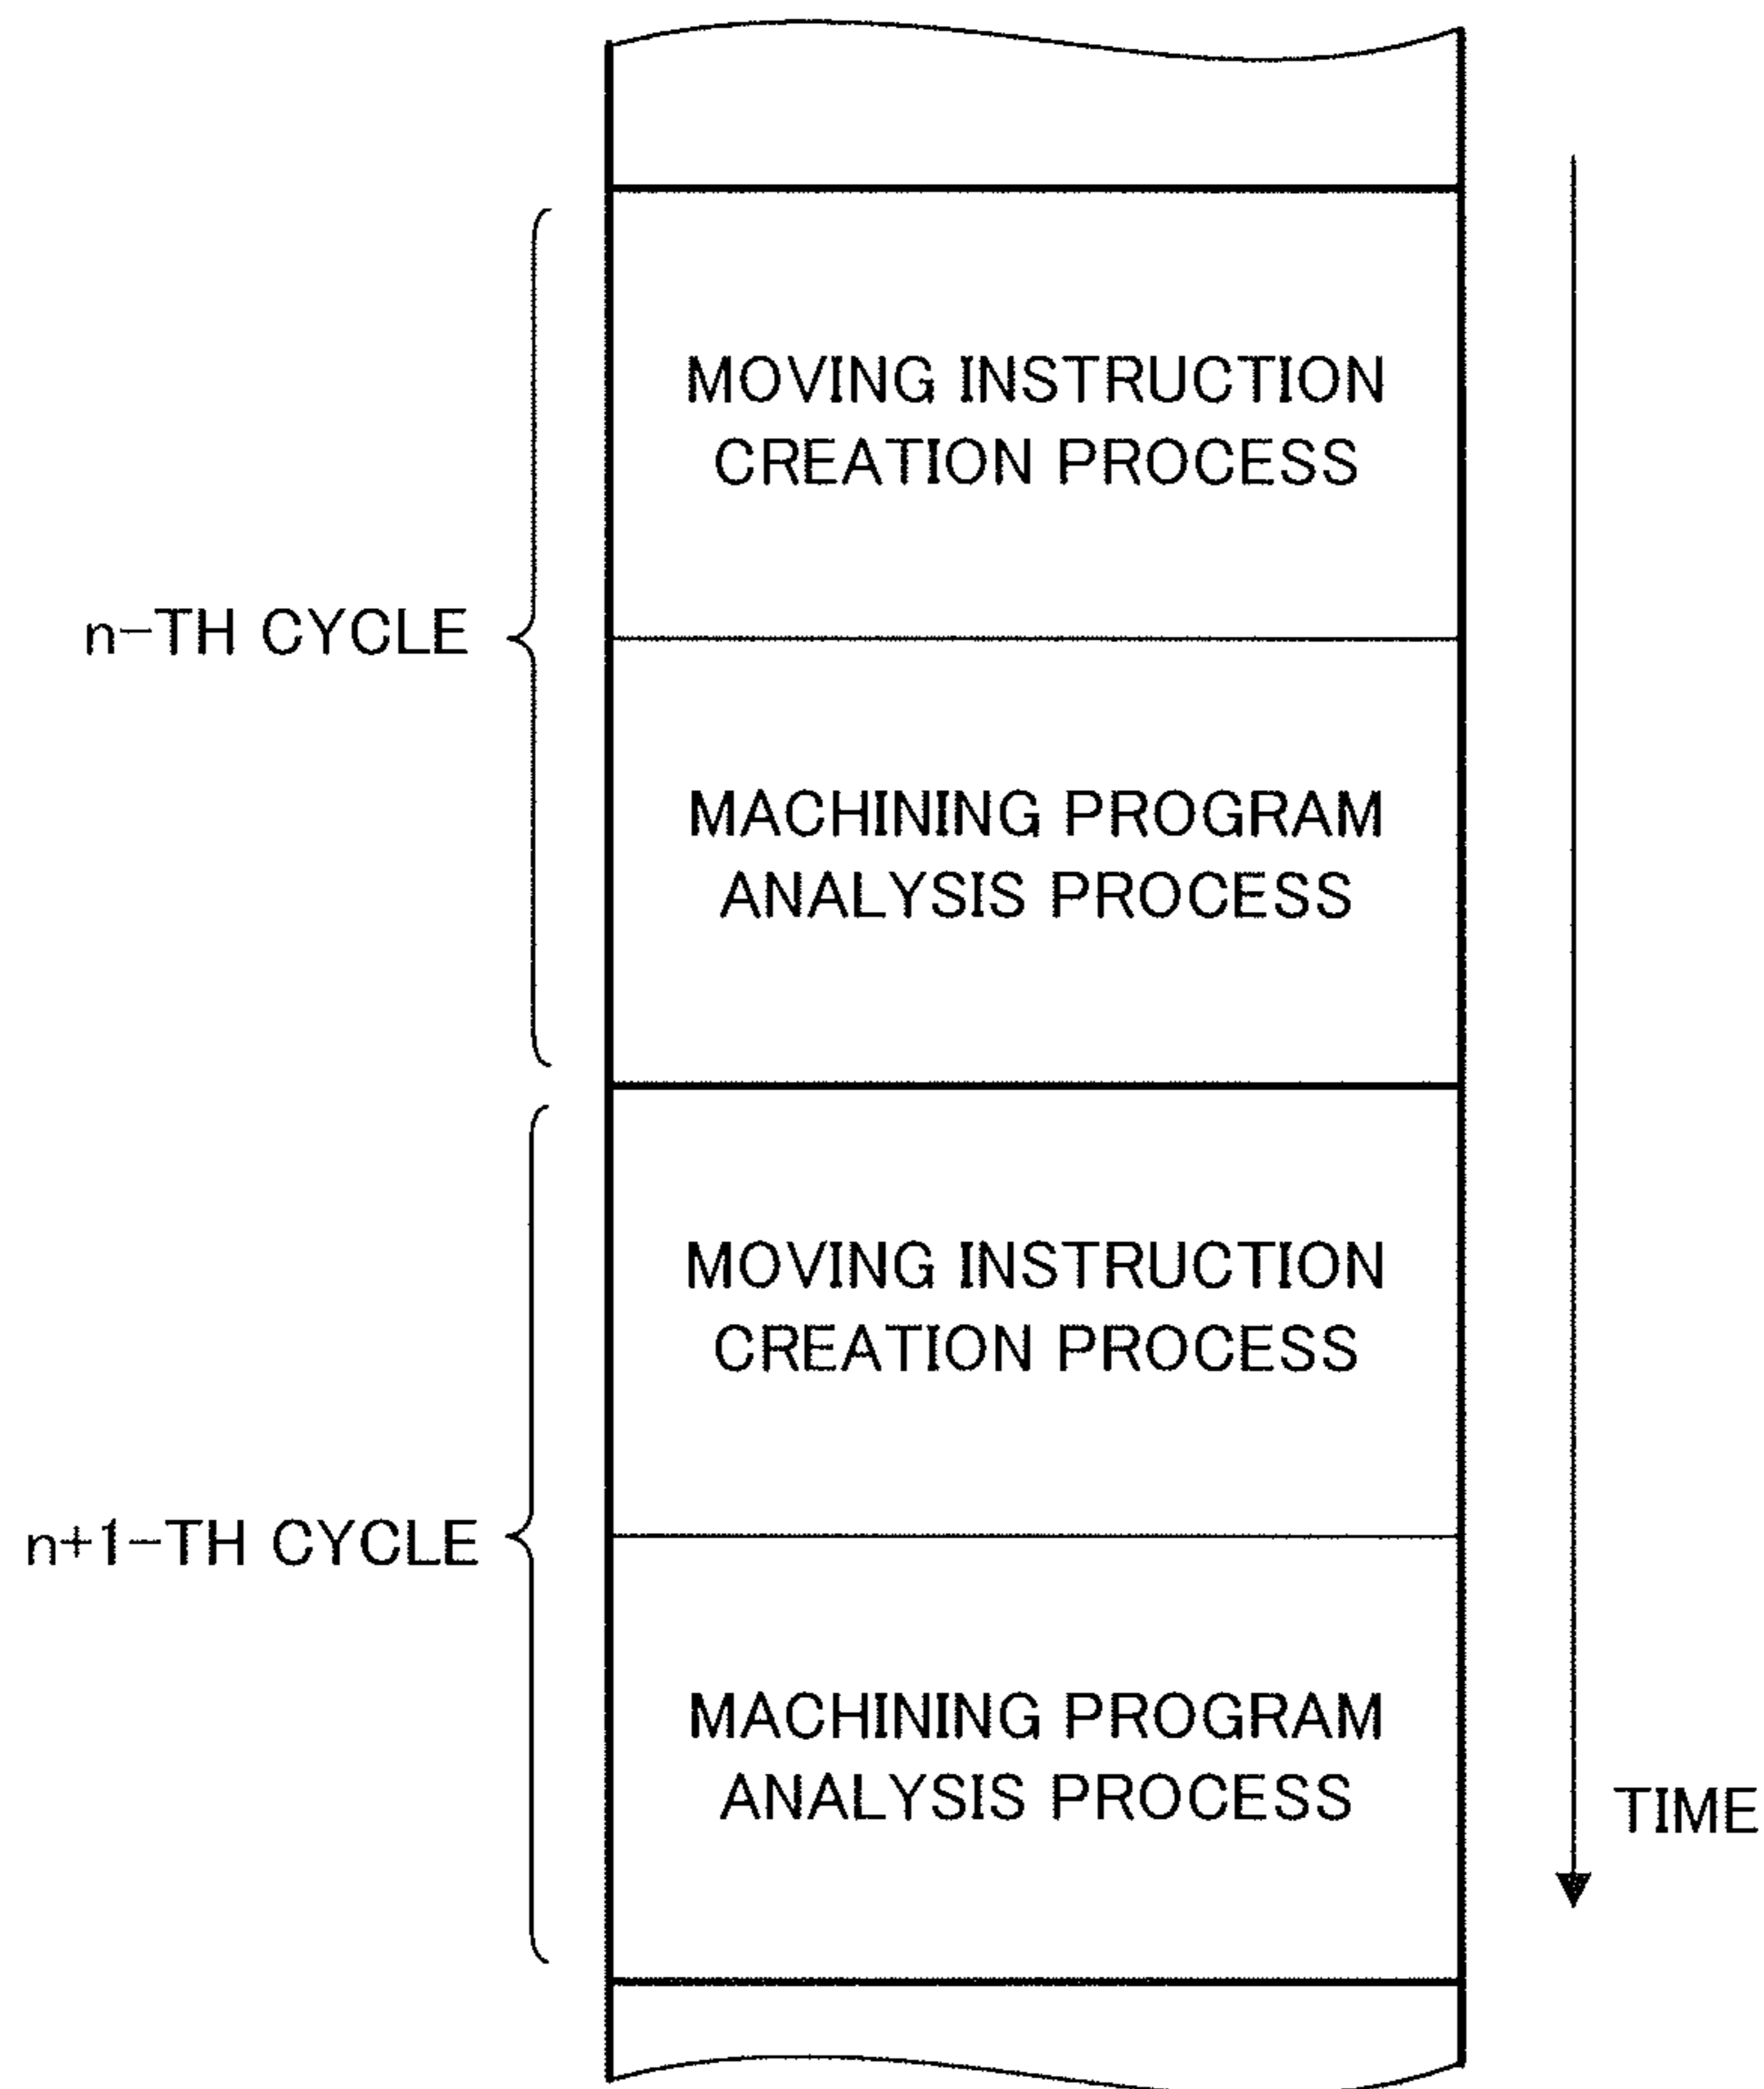 MOVING INSTRUCTION
CREATION PROCESS
n-TH CYCLE
MACHINING PROGRAM
ANALYSIS PROCESS
MOVING INSTRUCTION
CREATION PROCESS
n+1-TH CYCLE
MACHINING PROGRAM
ANALYSIS PROCESS
TIME